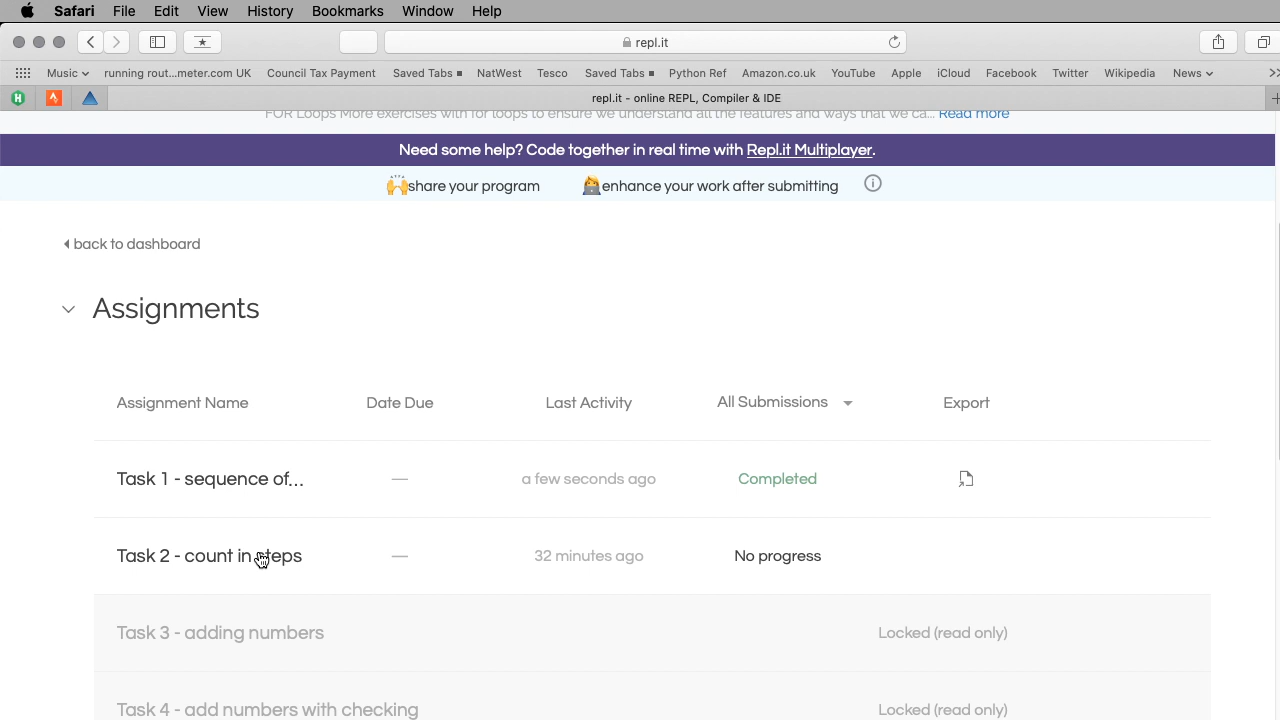 Safari File Edit View History Bookmarks Window Help
repl.it
Music running rout...meter.com UK Council Tax Payment Saved Tabs NatWest Tesco Saved Tabs Python Ref Amazon.co.uk YouTube Apple iCloud Facebook Twitter Wikipedia News
repl.it - online REPL, Compiler & IDE
FOR Loops More exercises with for loops to ensure we understand all the features and ways that we ca... Read more
Need some help? Code together in real time with Repl.it Multiplayer.
share your program enhance your work after submitting
back to dashboard
Assignments
Assignment Name Date Due Last Activity All Submissions Export
Task 1 - sequence of... — a few seconds ago Completed
Task 2 - count in steps — 32 minutes ago No progress
Task 3 - adding numbers Locked (read only)
Task 4 - add numbers with checking Locked (read only)